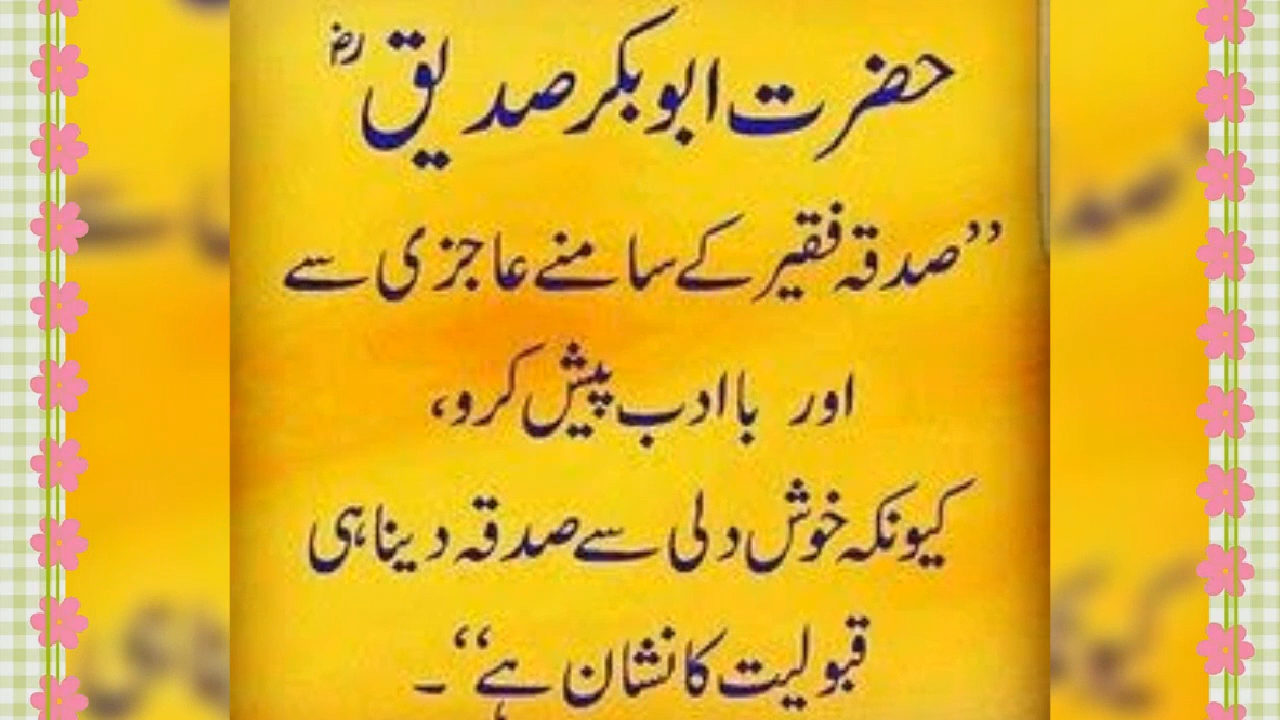 حضرت ابوبکر صدیق رض
”صدقہ فقیر کے سامنے عاجزی سے
اور باادب پیش کرو،
کیونکہ خوش دلی سے صدقہ دینا ہی
قبولیت کا نشان ہے“۔